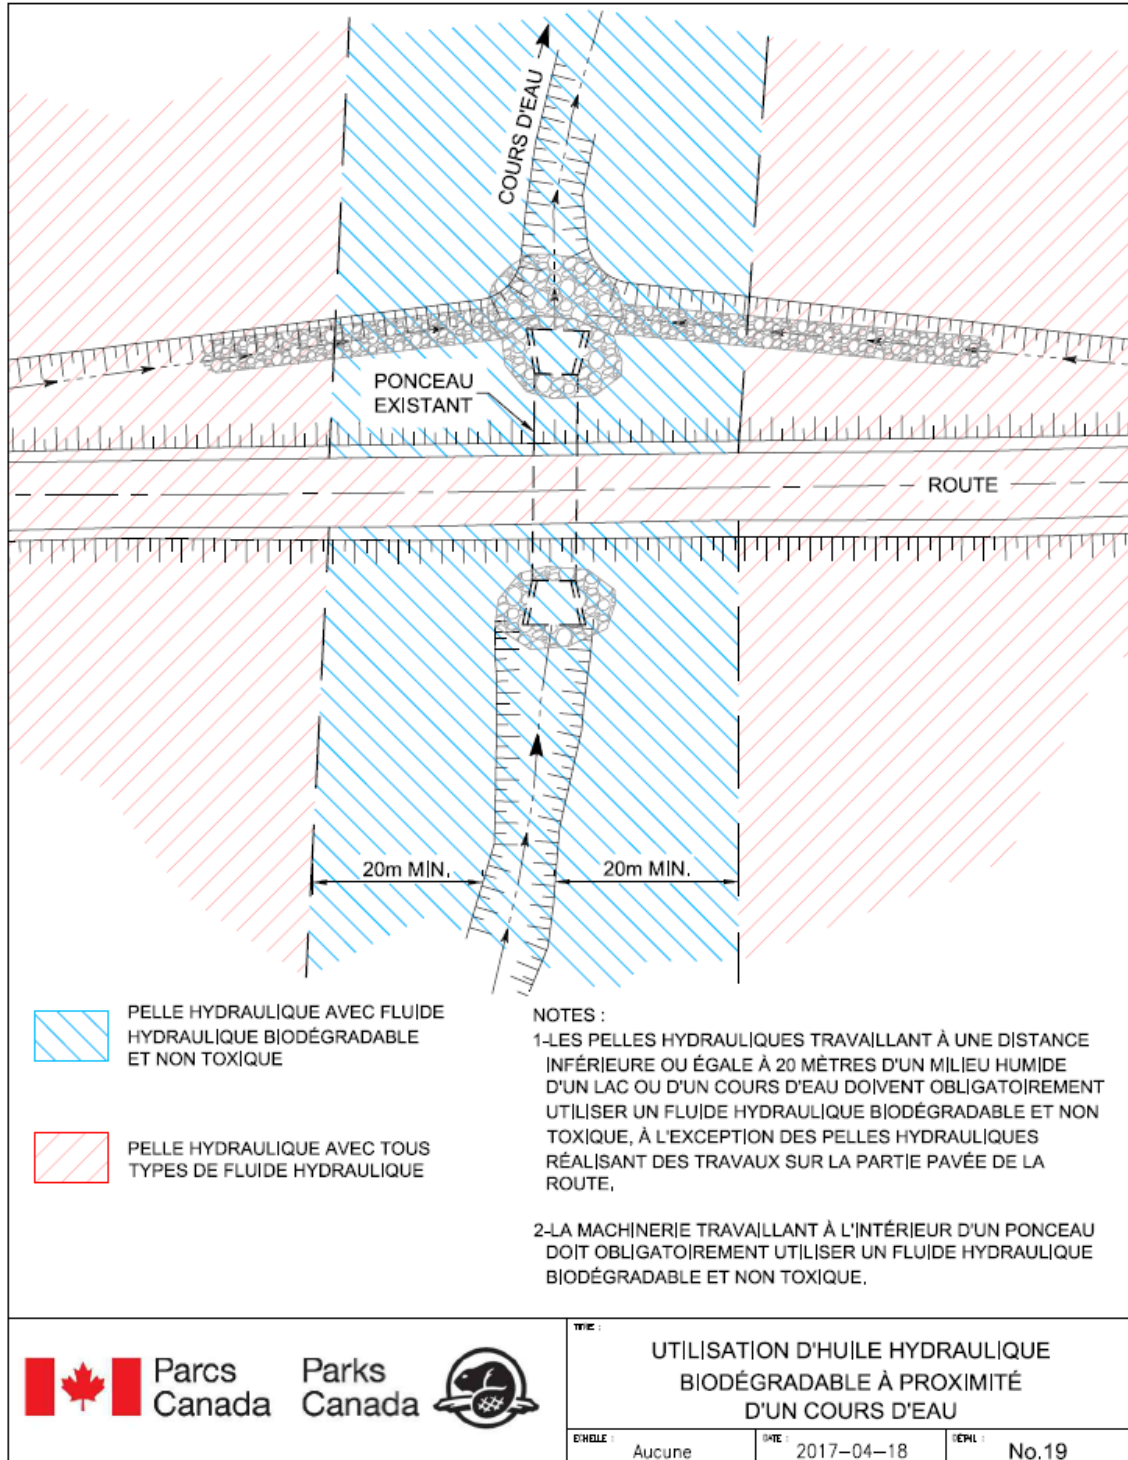 COURS D'EAU
PONCEAU
EXISTANT
ROUTE
20m MIN.
20m MIN.
PELLE HYDRAULIQUE AVEC FLUIDE
HYDRAULIQUE BIODÉGRADABLE
ET NON TOXIQUE
PELLE HYDRAULIQUE AVEC TOUS
TYPES DE FLUIDE HYDRAULIQUE
NOTES :
1-LES PELLES HYDRAULIQUES TRAVAILLANT À UNE DISTANCE
INFÉRIEURE OU ÉGALE À 20 MÈTRES D'UN MILIEU HUMIDE
D'UN LAC OU D'UN COURS D'EAU DOIVENT OBLIGATOIREMENT
UTILISER UN FLUIDE HYDRAULIQUE BIODÉGRADABLE ET NON
TOXIQUE, À L'EXCEPTION DES PELLES HYDRAULIQUES
RÉALISANT DES TRAVAUX SUR LA PARTIE PAVÉE DE LA
ROUTE.
2-LA MACHINERIE TRAVAILLANT À L'INTÉRIEUR D'UN PONCEAU
DOIT OBLIGATOIREMENT UTILISER UN FLUIDE HYDRAULIQUE
BIODÉGRADABLE ET NON TOXIQUE.
Parcs
Canada
Parks
Canada
TITRE :
UTILISATION D'HUILE HYDRAULIQUE
BIODÉGRADABLE À PROXIMITÉ
D'UN COURS D'EAU
ECHELLE :
Aucune
DATE :
2017-04-18
DÉTAIL :
No.19